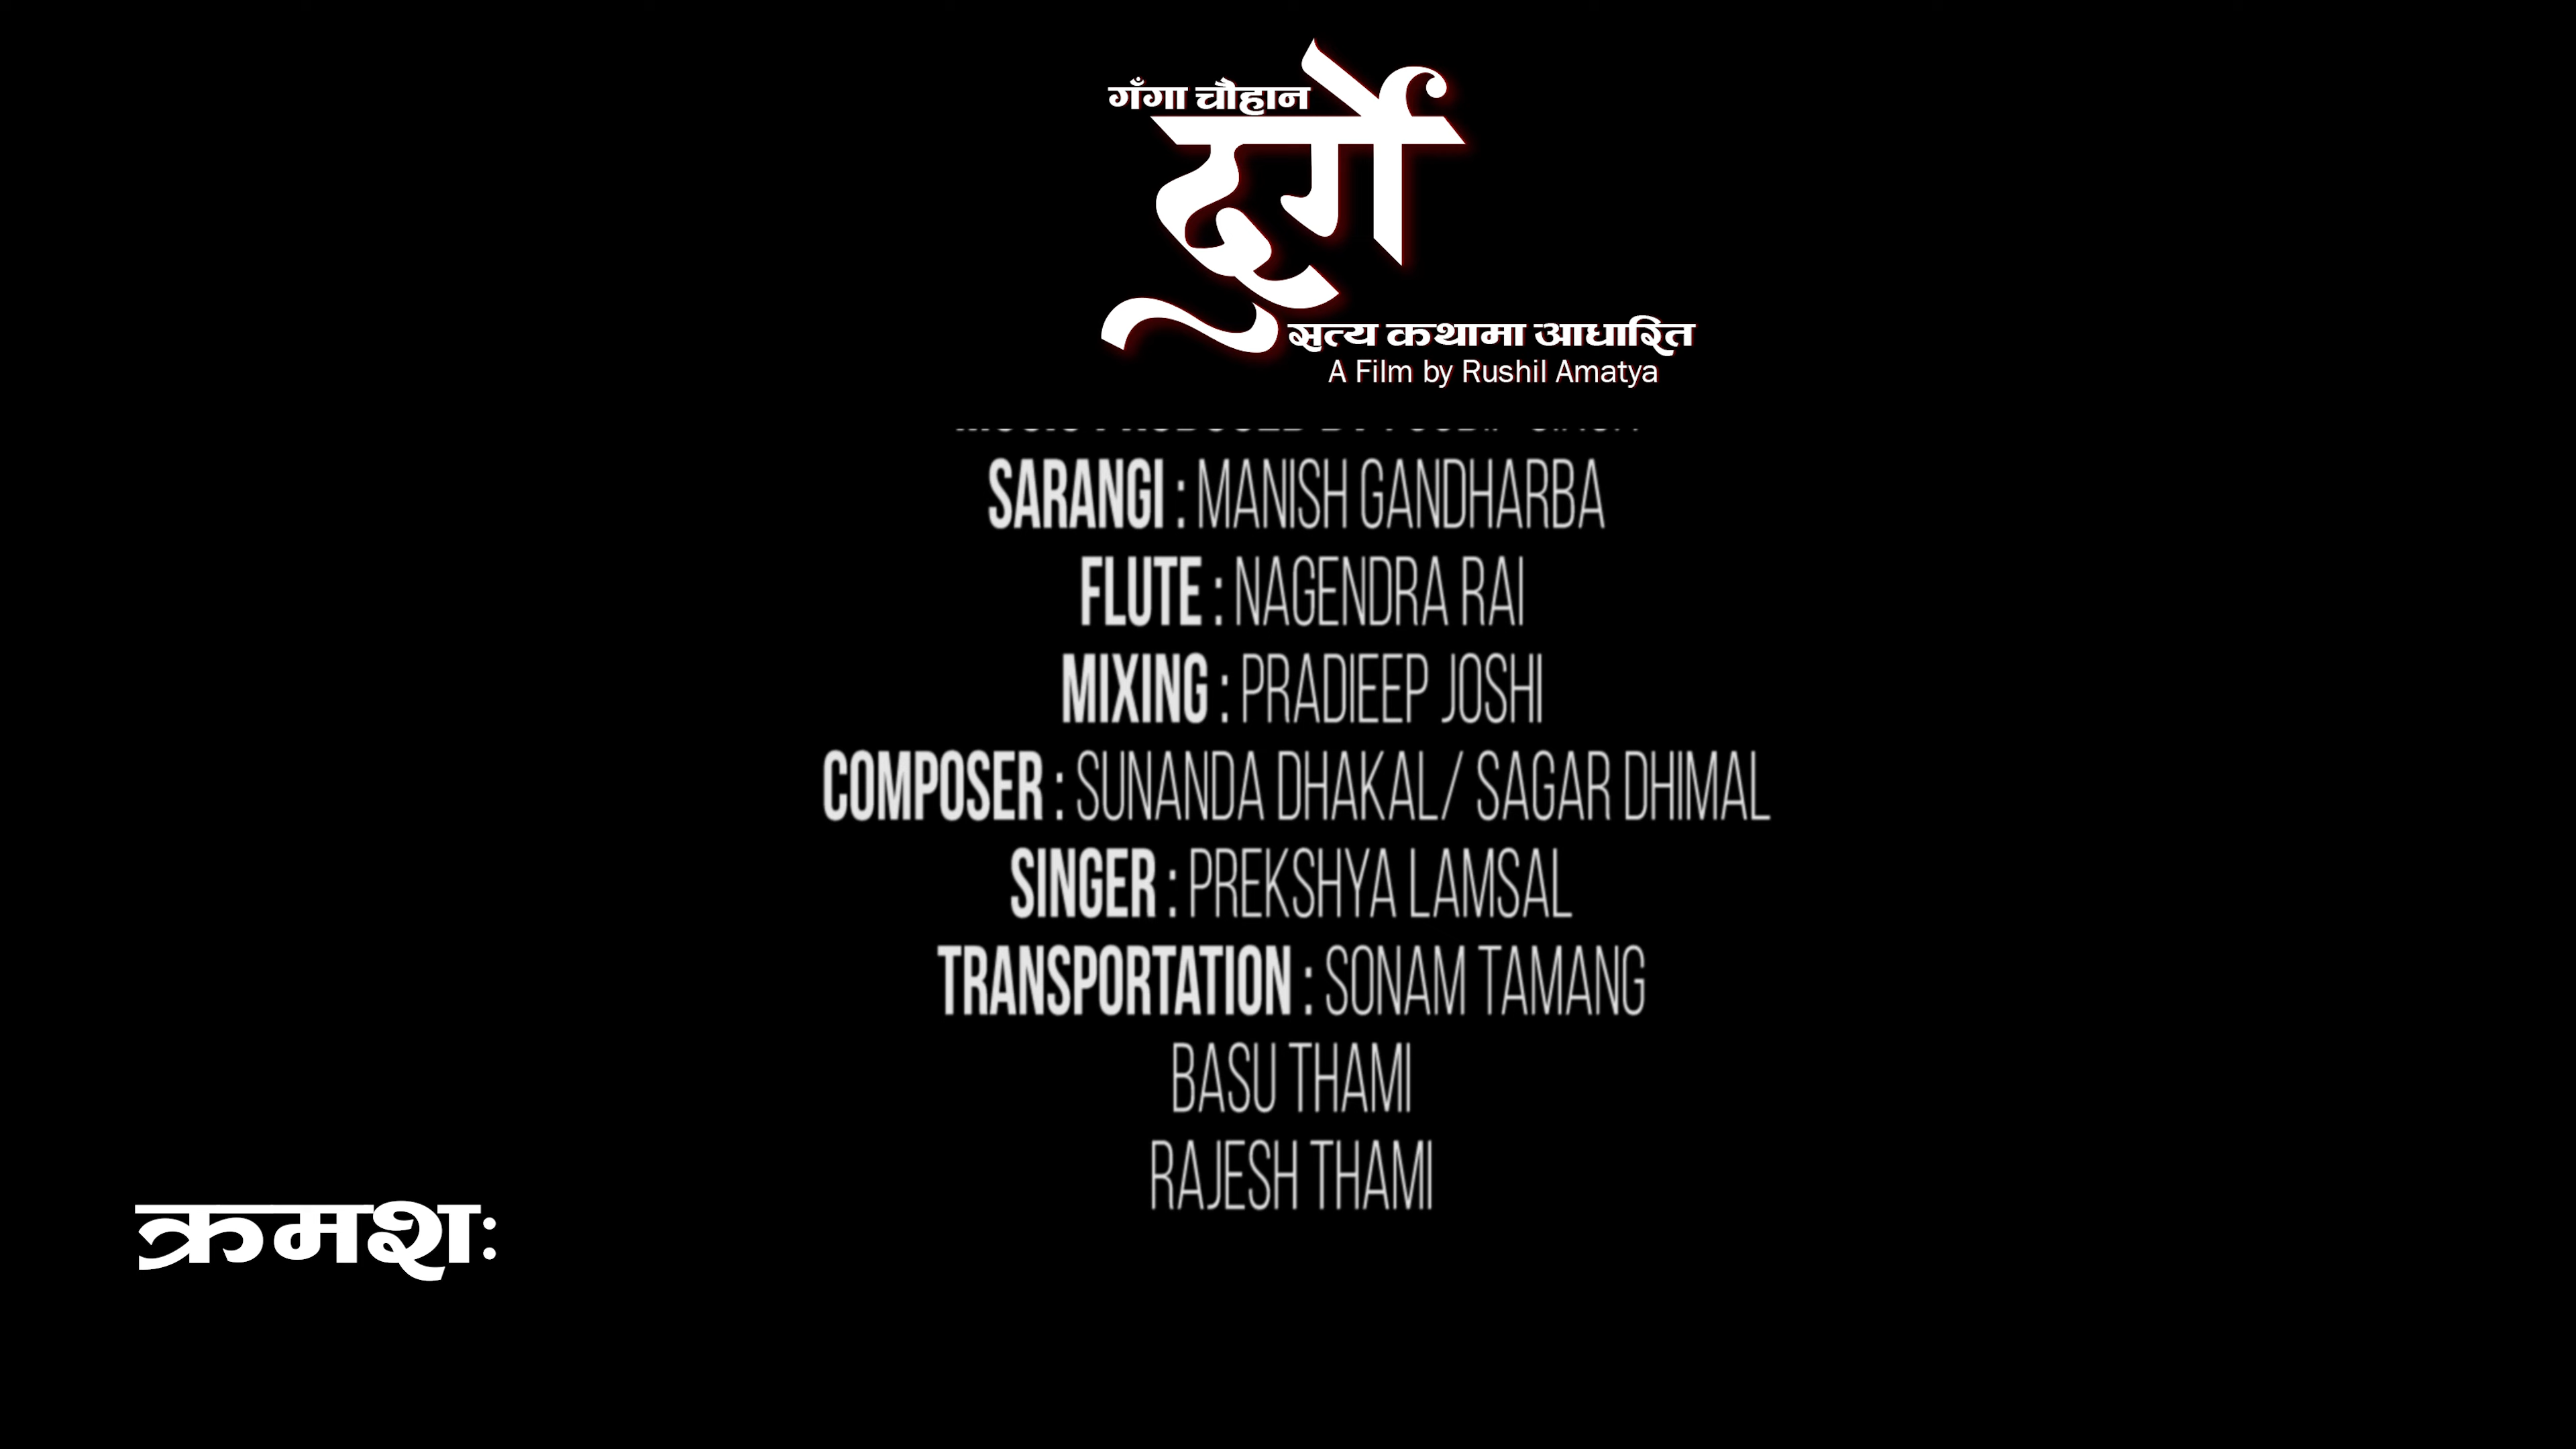 गँगा चौहान
दुर्गे
सत्य कथामा आधारित
A Film by Rushil Amatya
SARANGI : MANISH GANDHARBA
FLUTE : NAGENDRA RAI
MIXING : PRADIEEP JOSHI
COMPOSER : SUNANDA DHAKAL/ SAGAR DHIMAL
SINGER : PREKSHYA LAMSAL
TRANSPORTATION : SONAM TAMANG
BASU THAMI
RAJESH THAMI
क्रमशः